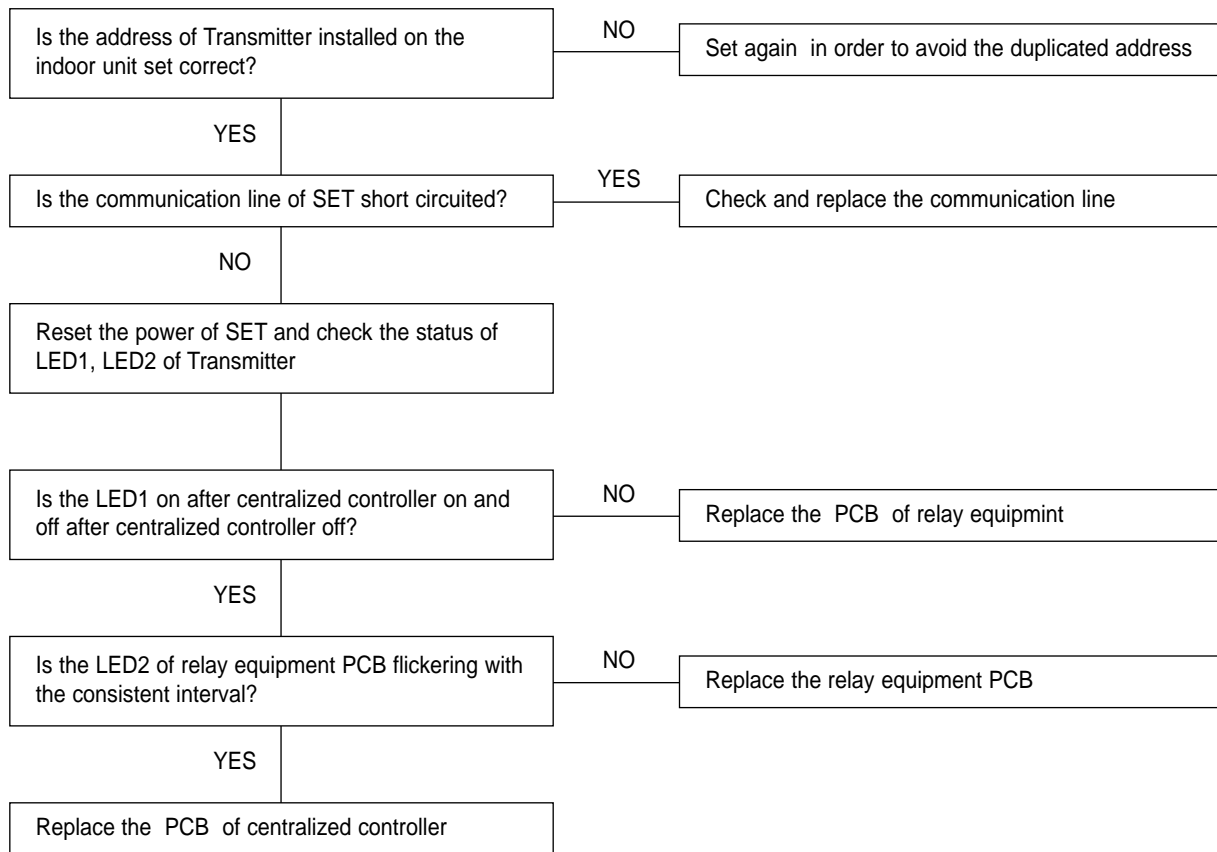 Is the address of Transmitter installed on the
indoor unit set correct?
NO
Set again in order to avoid the duplicated address
YES
Is the communication line of SET short circuited?
YES
Check and replace the communication line
NO
Reset the power of SET and check the status of
LED1, LED2 of Transmitter
Is the LED1 on after centralized controller on and
off after centralized controller off?
NO
Replace the PCB of relay equipmint
YES
Is the LED2 of relay equipment PCB flickering with
the consistent interval?
NO
Replace the relay equipment PCB
YES
Replace the PCB of centralized controller